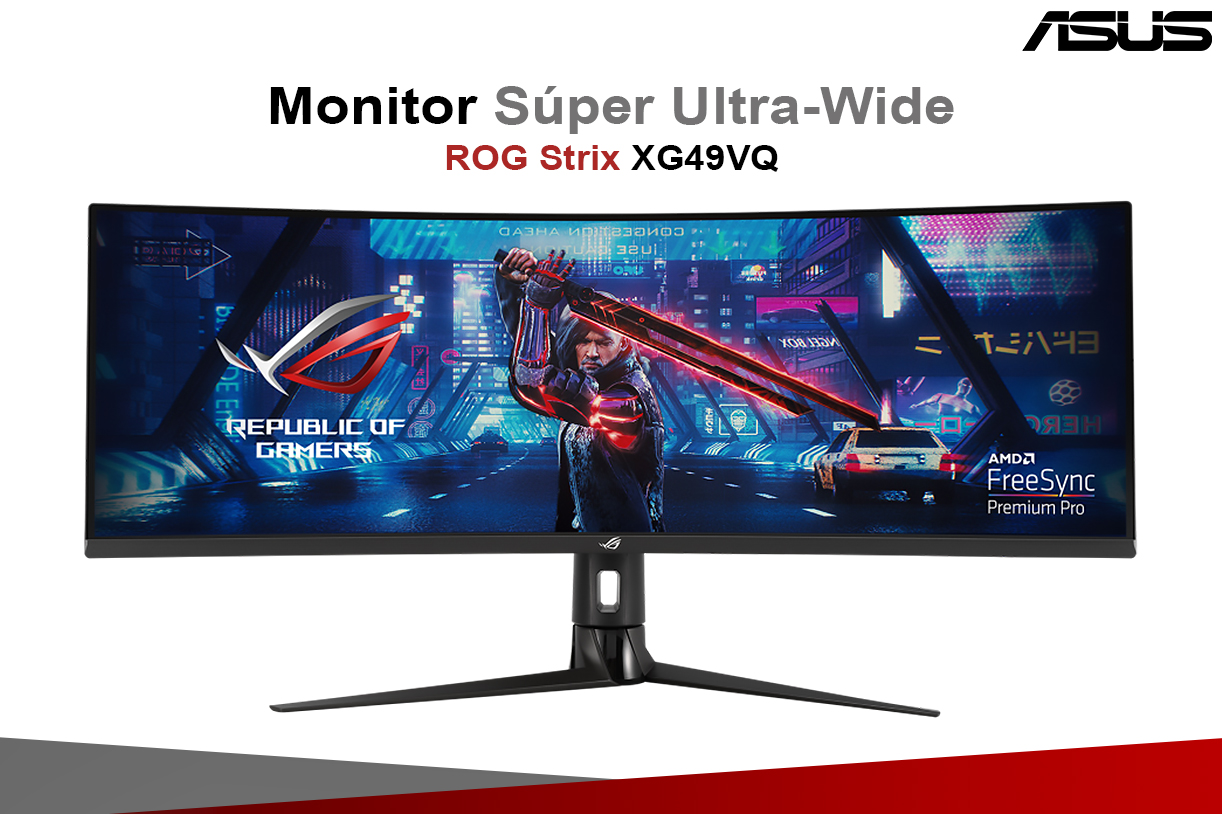 ASUS
Monitor Súper Ultra-Wide
ROG Strix XG49VQ
CONGESTION AHEAD
REPUBLIC OF
GAMERS
AMD
FreeSync
Premium Pro